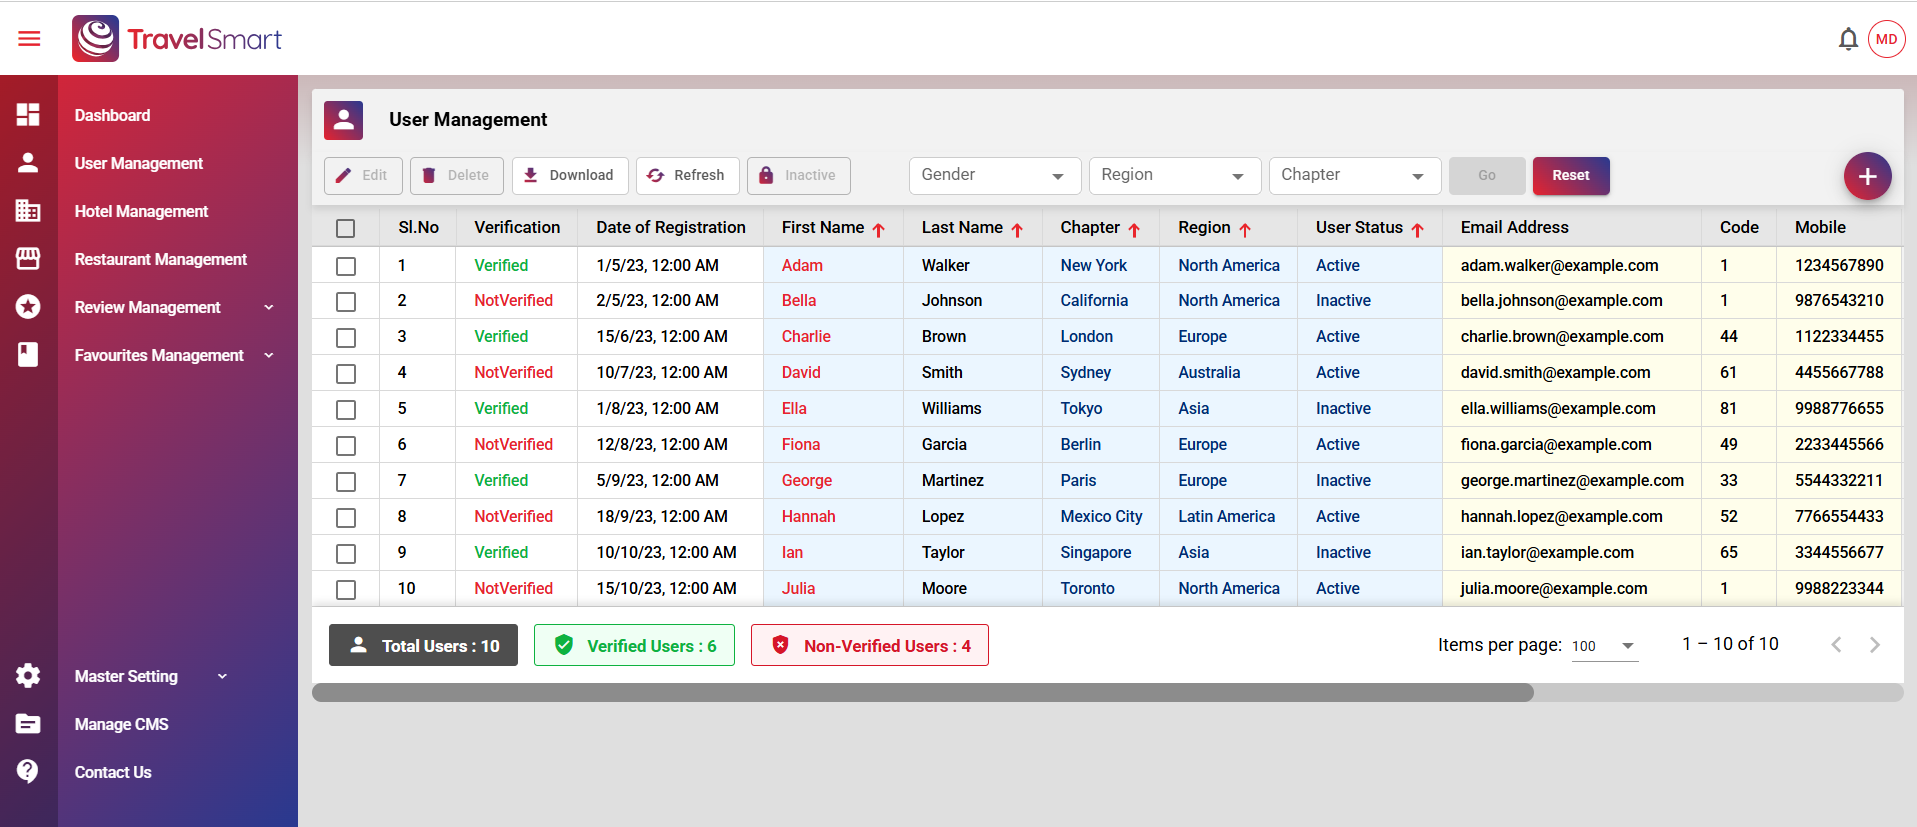 TravelSmart
MD
Dashboard
User Management
Hotel Management
Restaurant Management
Review Management
Favourites Management
Master Setting
Manage CMS
Contact Us
User Management
Edit Delete Download Refresh Inactive Gender Region Chapter Go Reset
Sl.No Verification Date of Registration First Name Last Name Chapter Region User Status Email Address Code Mobile
1 Verified 1/5/23, 12:00 AM Adam Walker New York North America Active adam.walker@example.com 1 1234567890
2 NotVerified 2/5/23, 12:00 AM Bella Johnson California North America Inactive bella.johnson@example.com 1 9876543210
3 Verified 15/6/23, 12:00 AM Charlie Brown London Europe Active charlie.brown@example.com 44 1122334455
4 NotVerified 10/7/23, 12:00 AM David Smith Sydney Australia Active david.smith@example.com 61 4455667788
5 Verified 1/8/23, 12:00 AM Ella Williams Tokyo Asia Inactive ella.williams@example.com 81 9988776655
6 NotVerified 12/8/23, 12:00 AM Fiona Garcia Berlin Europe Active fiona.garcia@example.com 49 2233445566
7 Verified 5/9/23, 12:00 AM George Martinez Paris Europe Inactive george.martinez@example.com 33 5544332211
8 NotVerified 18/9/23, 12:00 AM Hannah Lopez Mexico City Latin America Active hannah.lopez@example.com 52 7766554433
9 Verified 10/10/23, 12:00 AM Ian Taylor Singapore Asia Inactive ian.taylor@example.com 65 3344556677
10 NotVerified 15/10/23, 12:00 AM Julia Moore Toronto North America Active julia.moore@example.com 1 9988223344
Total Users : 10 Verified Users : 6 Non-Verified Users : 4 Items per page: 100 1 – 10 of 10